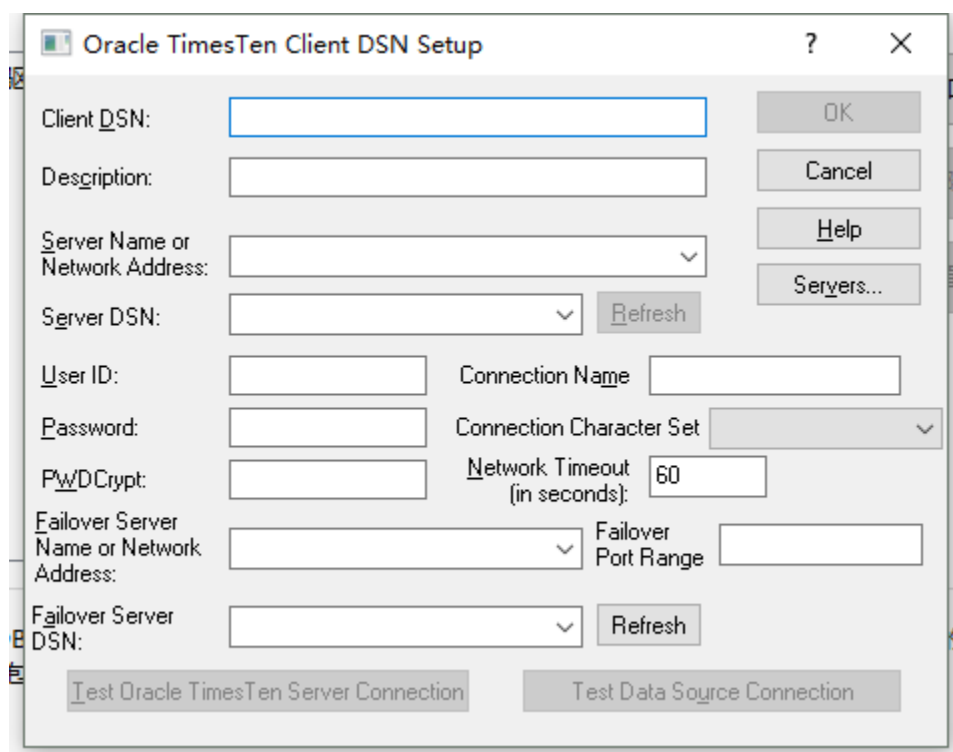 Oracle TimesTen Client DSN Setup
?
Client DSN:
OK
Description:
Cancel
Server Name or
Network Address:
Help
Servers...
Server DSN:
Refresh
User ID:
Connection Name
Password:
Connection Character Set
PWDCrypt:
Network Timeout
(in seconds):
60
Failover Server
Name or Network
Address:
Failover
Port Range
Failover Server
DSN:
Refresh
Test Oracle TimesTen Server Connection
Test Data Source Connection